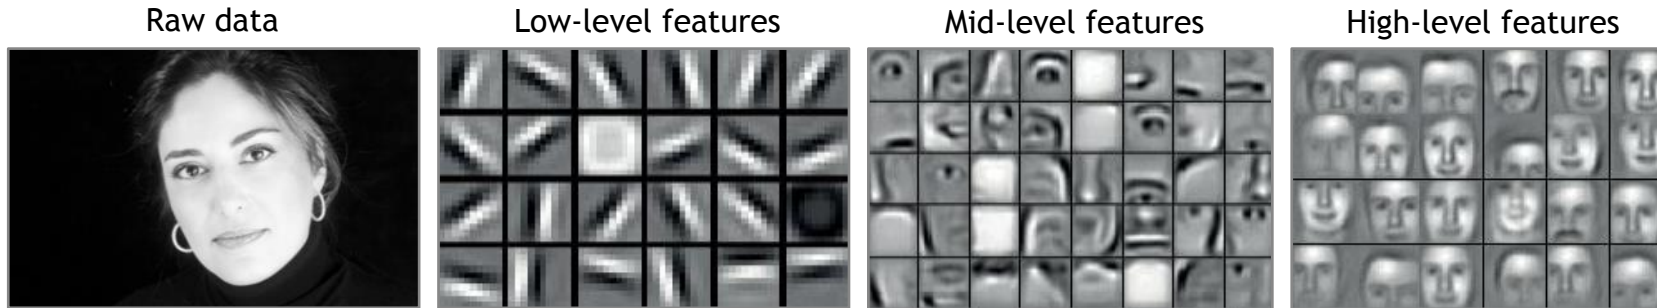 Raw data
Low-level features
Mid-level features
High-level features